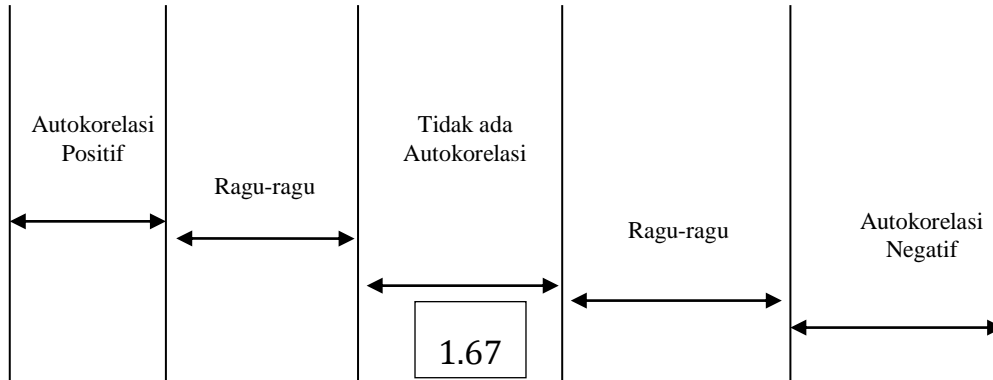 Autokorelasi
Positif
Ragu-ragu
Tidak ada
Autokorelasi
Ragu-ragu
Autokorelasi
Negatif
1.67